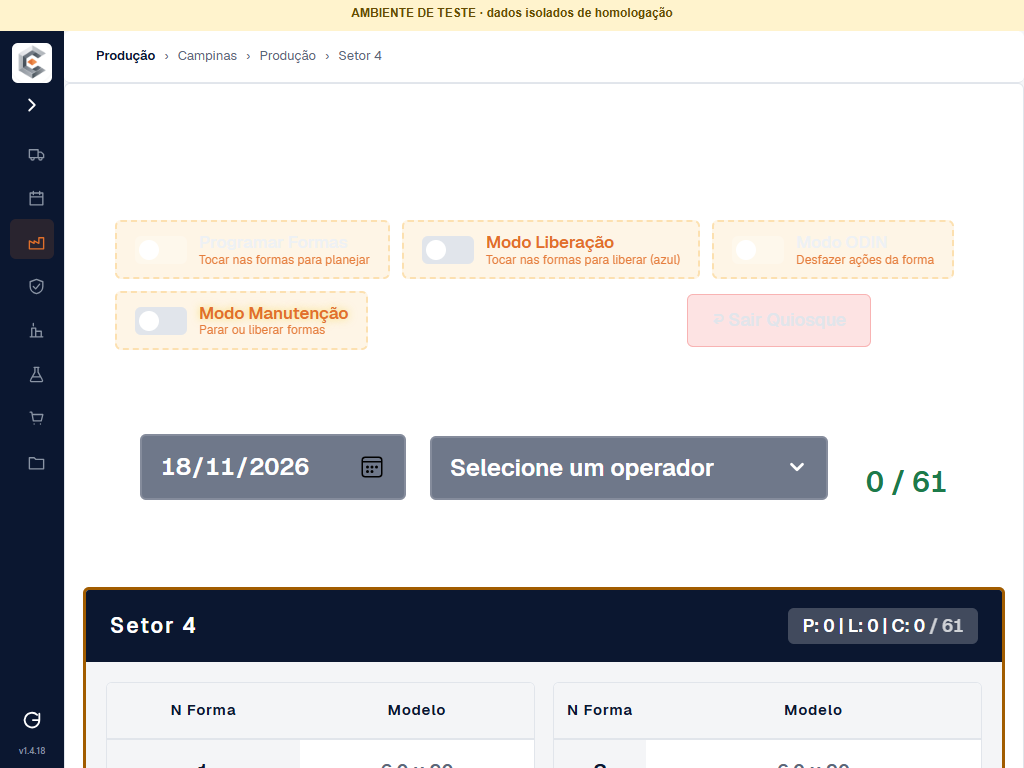 AMBIENTE DE TESTE · dados isolados de homologação
Produção › Campinas › Produção › Setor 4
Programar Formas
Tocar nas formas para planejar
Modo Liberação
Tocar nas formas para liberar (azul)
Modo ODIN
Desfazer ações da forma
Modo Manutenção
Parar ou liberar formas
Sair Quiosque
18/11/2026
Selecione um operador
0 / 61
Setor 4
P: 0 | L: 0 | C: 0 / 61
N Forma Modelo N Forma Modelo
v1.4.18